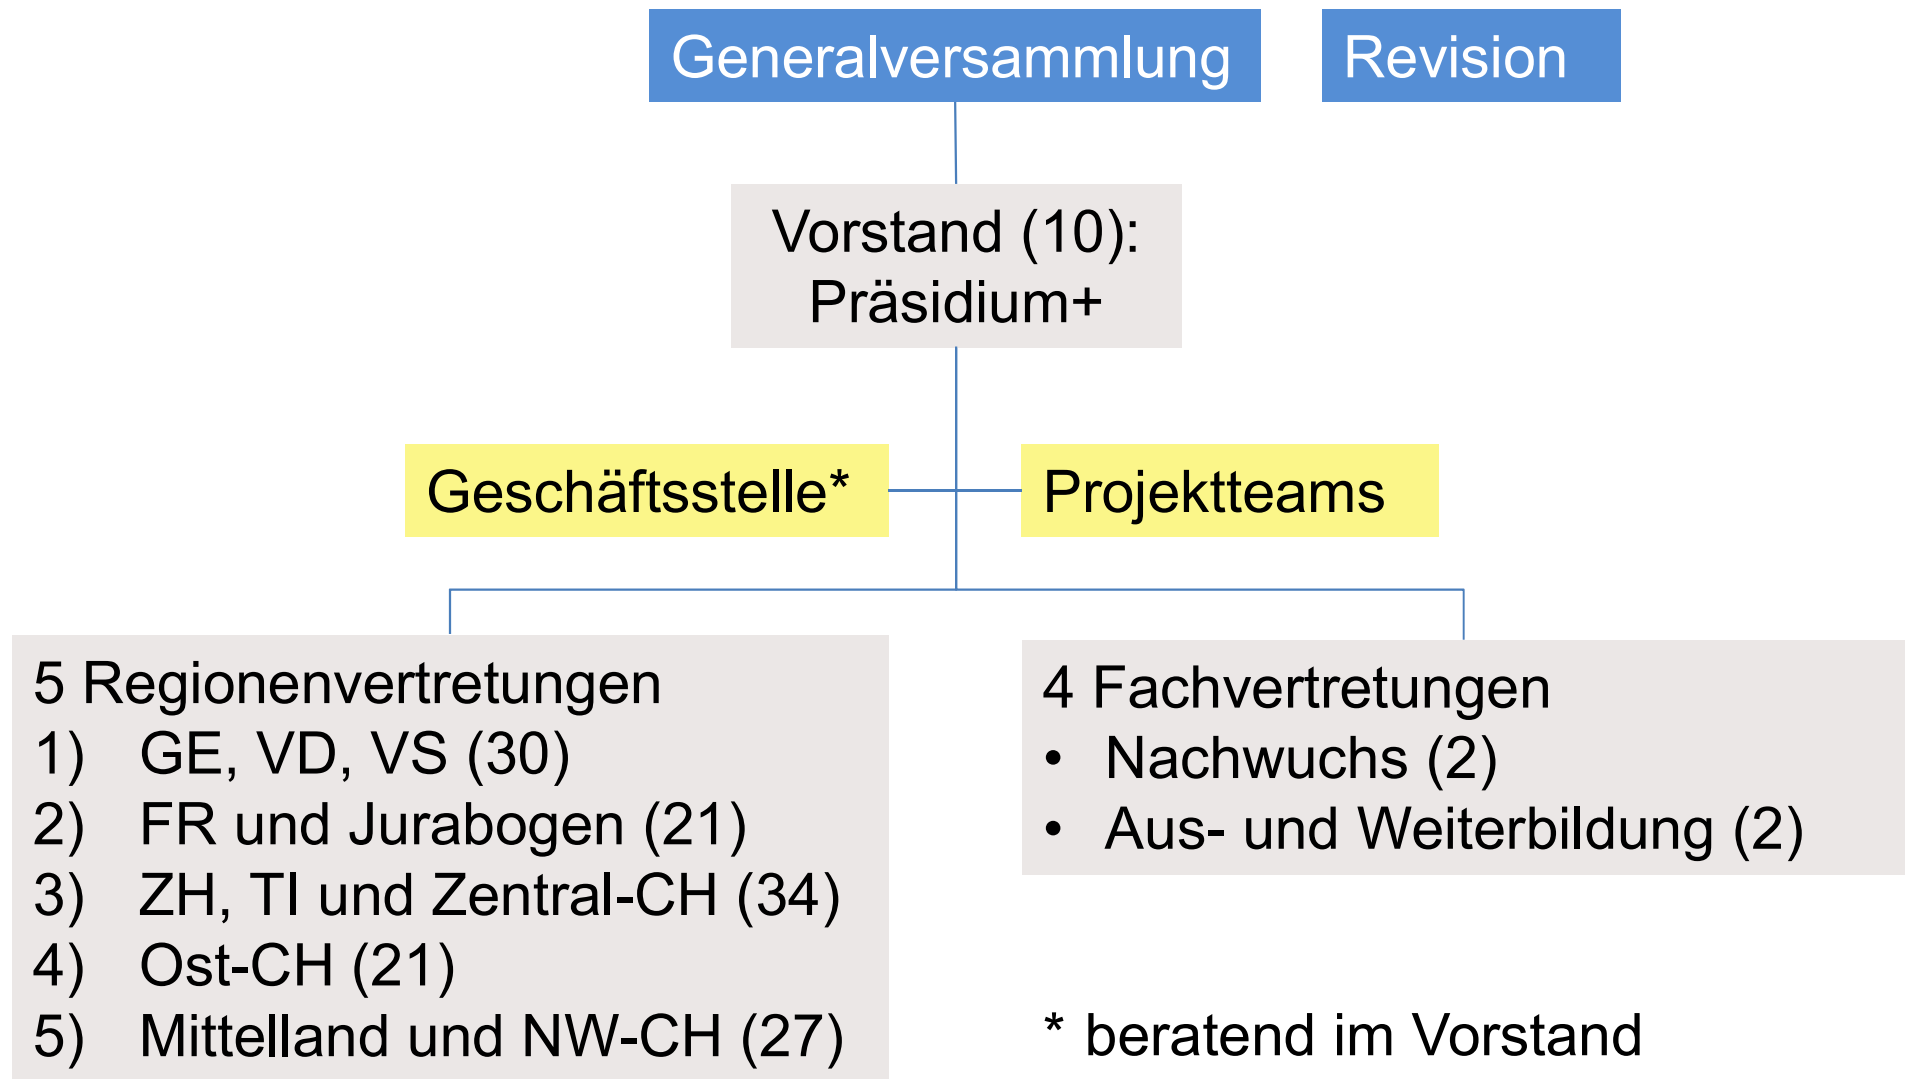 Generalversammlung
Revision
Vorstand (10):
Präsidium+
Geschäftsstelle*
Projektteams
5 Regionenvertretungen
1) GE, VD, VS (30)
2) FR und Jurabogen (21)
3) ZH, TI und Zentral-CH (34)
4) Ost-CH (21)
5) Mittelland und NW-CH (27)
4 Fachvertretungen
• Nachwuchs (2)
• Aus- und Weiterbildung (2)
* beratend im Vorstand